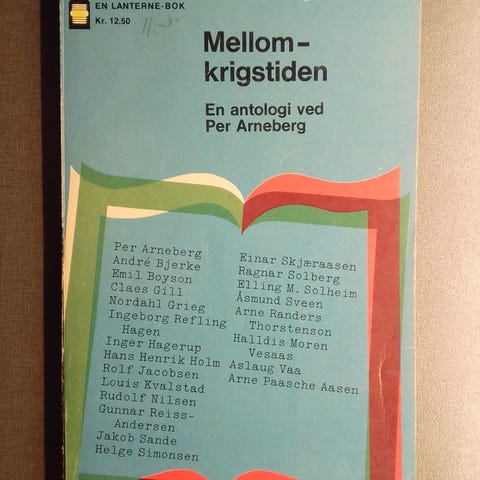 EN LANTERNE-BOK
Kr. 12,50
Mellom-
krigstiden
En antologi ved
Per Arneberg
Per Arneberg
André Bjerke
Emil Boyson
Claes Gill
Nordahl Grieg
Ingeborg Refling
Hagen
Inger Hagerup
Hans Henrik Holm
Rolf Jacobsen
Louis Kvalstad
Rudolf Nilsen
Gunnar Reiss-
Andersen
Jakob Sande
Helge Simonsen
Einar Skjæraasen
Ragnar Solberg
Elling M. Solheim
Åsmund Sveen
Arne Randers
Thorstenson
Halldis Moren
Vesaas
Aslaug Vaa
Arne Paasche Aasen